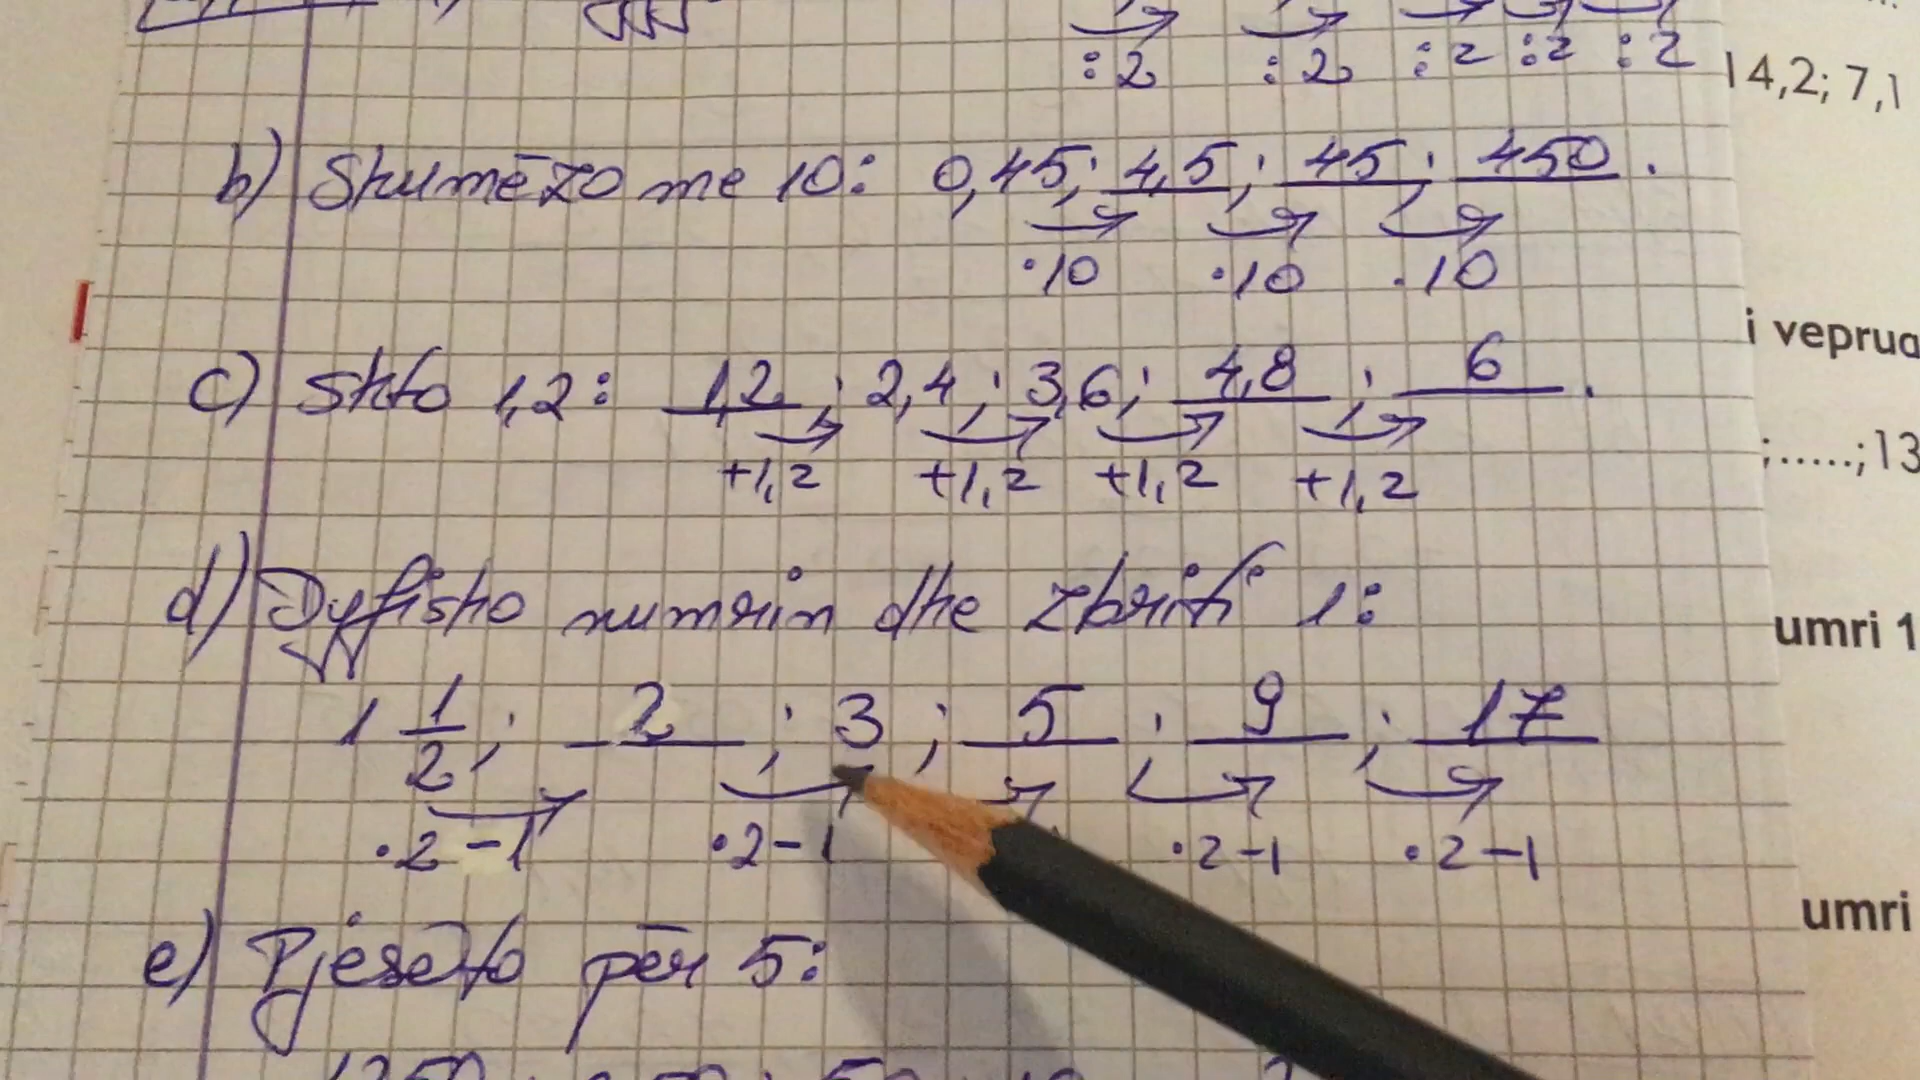 :2 :2 :2 :2 :2
14,2; 7,1
b) Shumëzo me 10: 0,45; 4,5; 45; 450.
·10 ·10 ·10
i veprua
c) Shto 1,2: 1,2; 2,4; 3,6; 4,8; 6.
+1,2 +1,2 +1,2 +1,2
;.....;13
d) Dyfisho numrin dhe zbriti 1:
umri 1
1 1/2; 2; 3; 5; 9; 17
·2-1 ·2-1 ·2-1 ·2-1
umri
e) Pjesëto për 5: